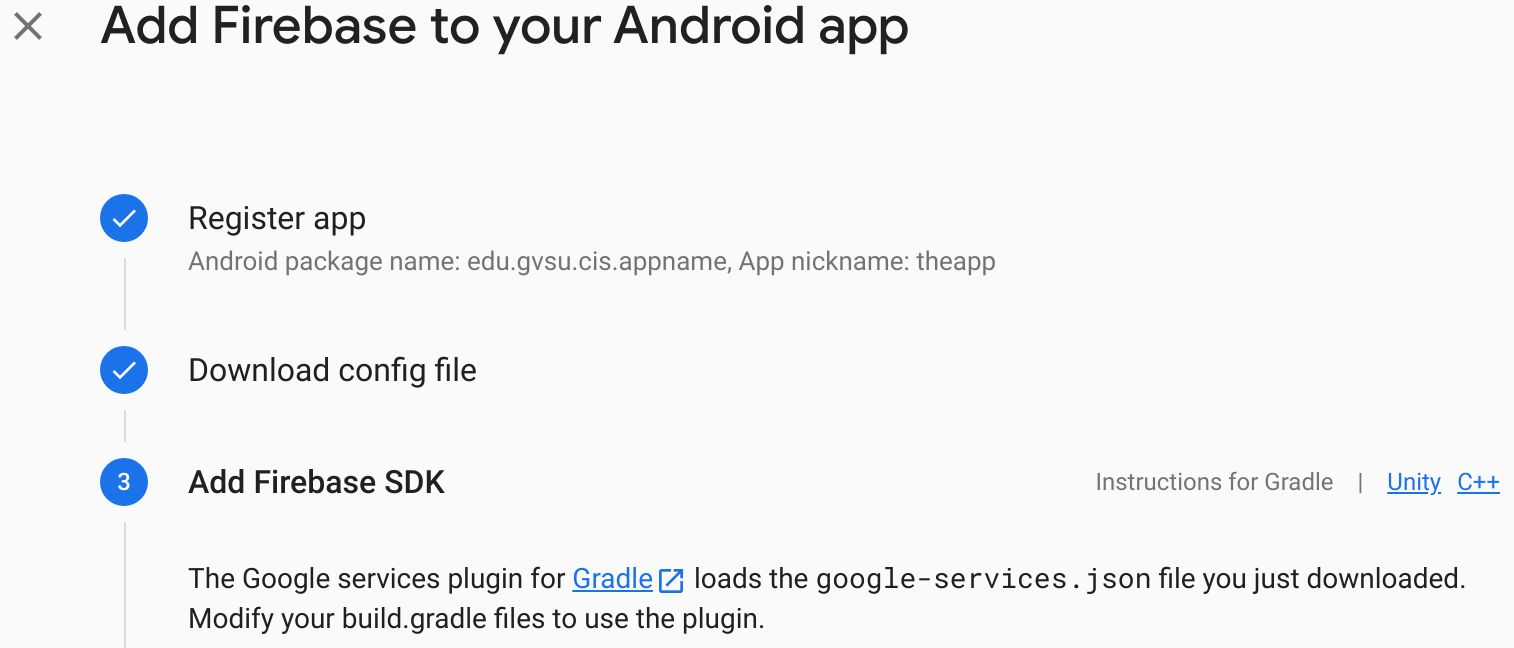 Add Firebase to your Android app
Register app
Android package name: edu.gvsu.cis.appname, App nickname: theapp
Download config file
3 Add Firebase SDK Instructions for Gradle | Unity C++
The Google services plugin for Gradle loads the google-services.json file you just downloaded.
Modify your build.gradle files to use the plugin.